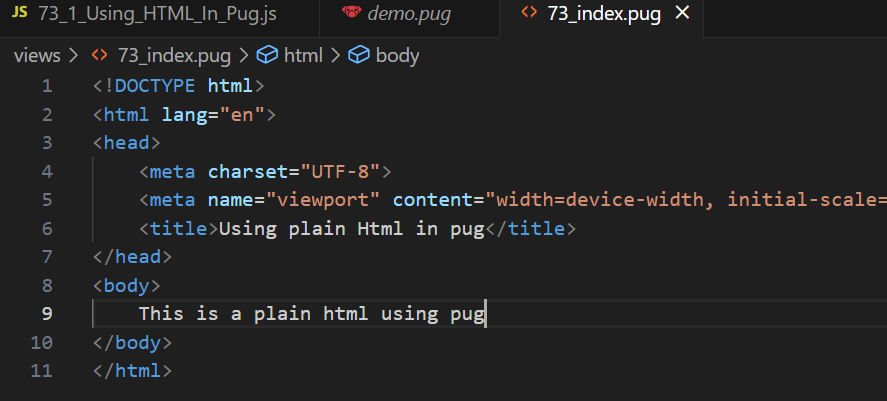 JS 73_1_Using_HTML_In_Pug.js demo.pug <> 73_index.pug ×
views > <> 73_index.pug > html > body
1 <!DOCTYPE html>
2 <html lang="en">
3 <head>
4 <meta charset="UTF-8">
5 <meta name="viewport" content="width=device-width, initial-scale=
6 <title>Using plain Html in pug</title>
7 </head>
8 <body>
9 This is a plain html using pug
10 </body>
11 </html>